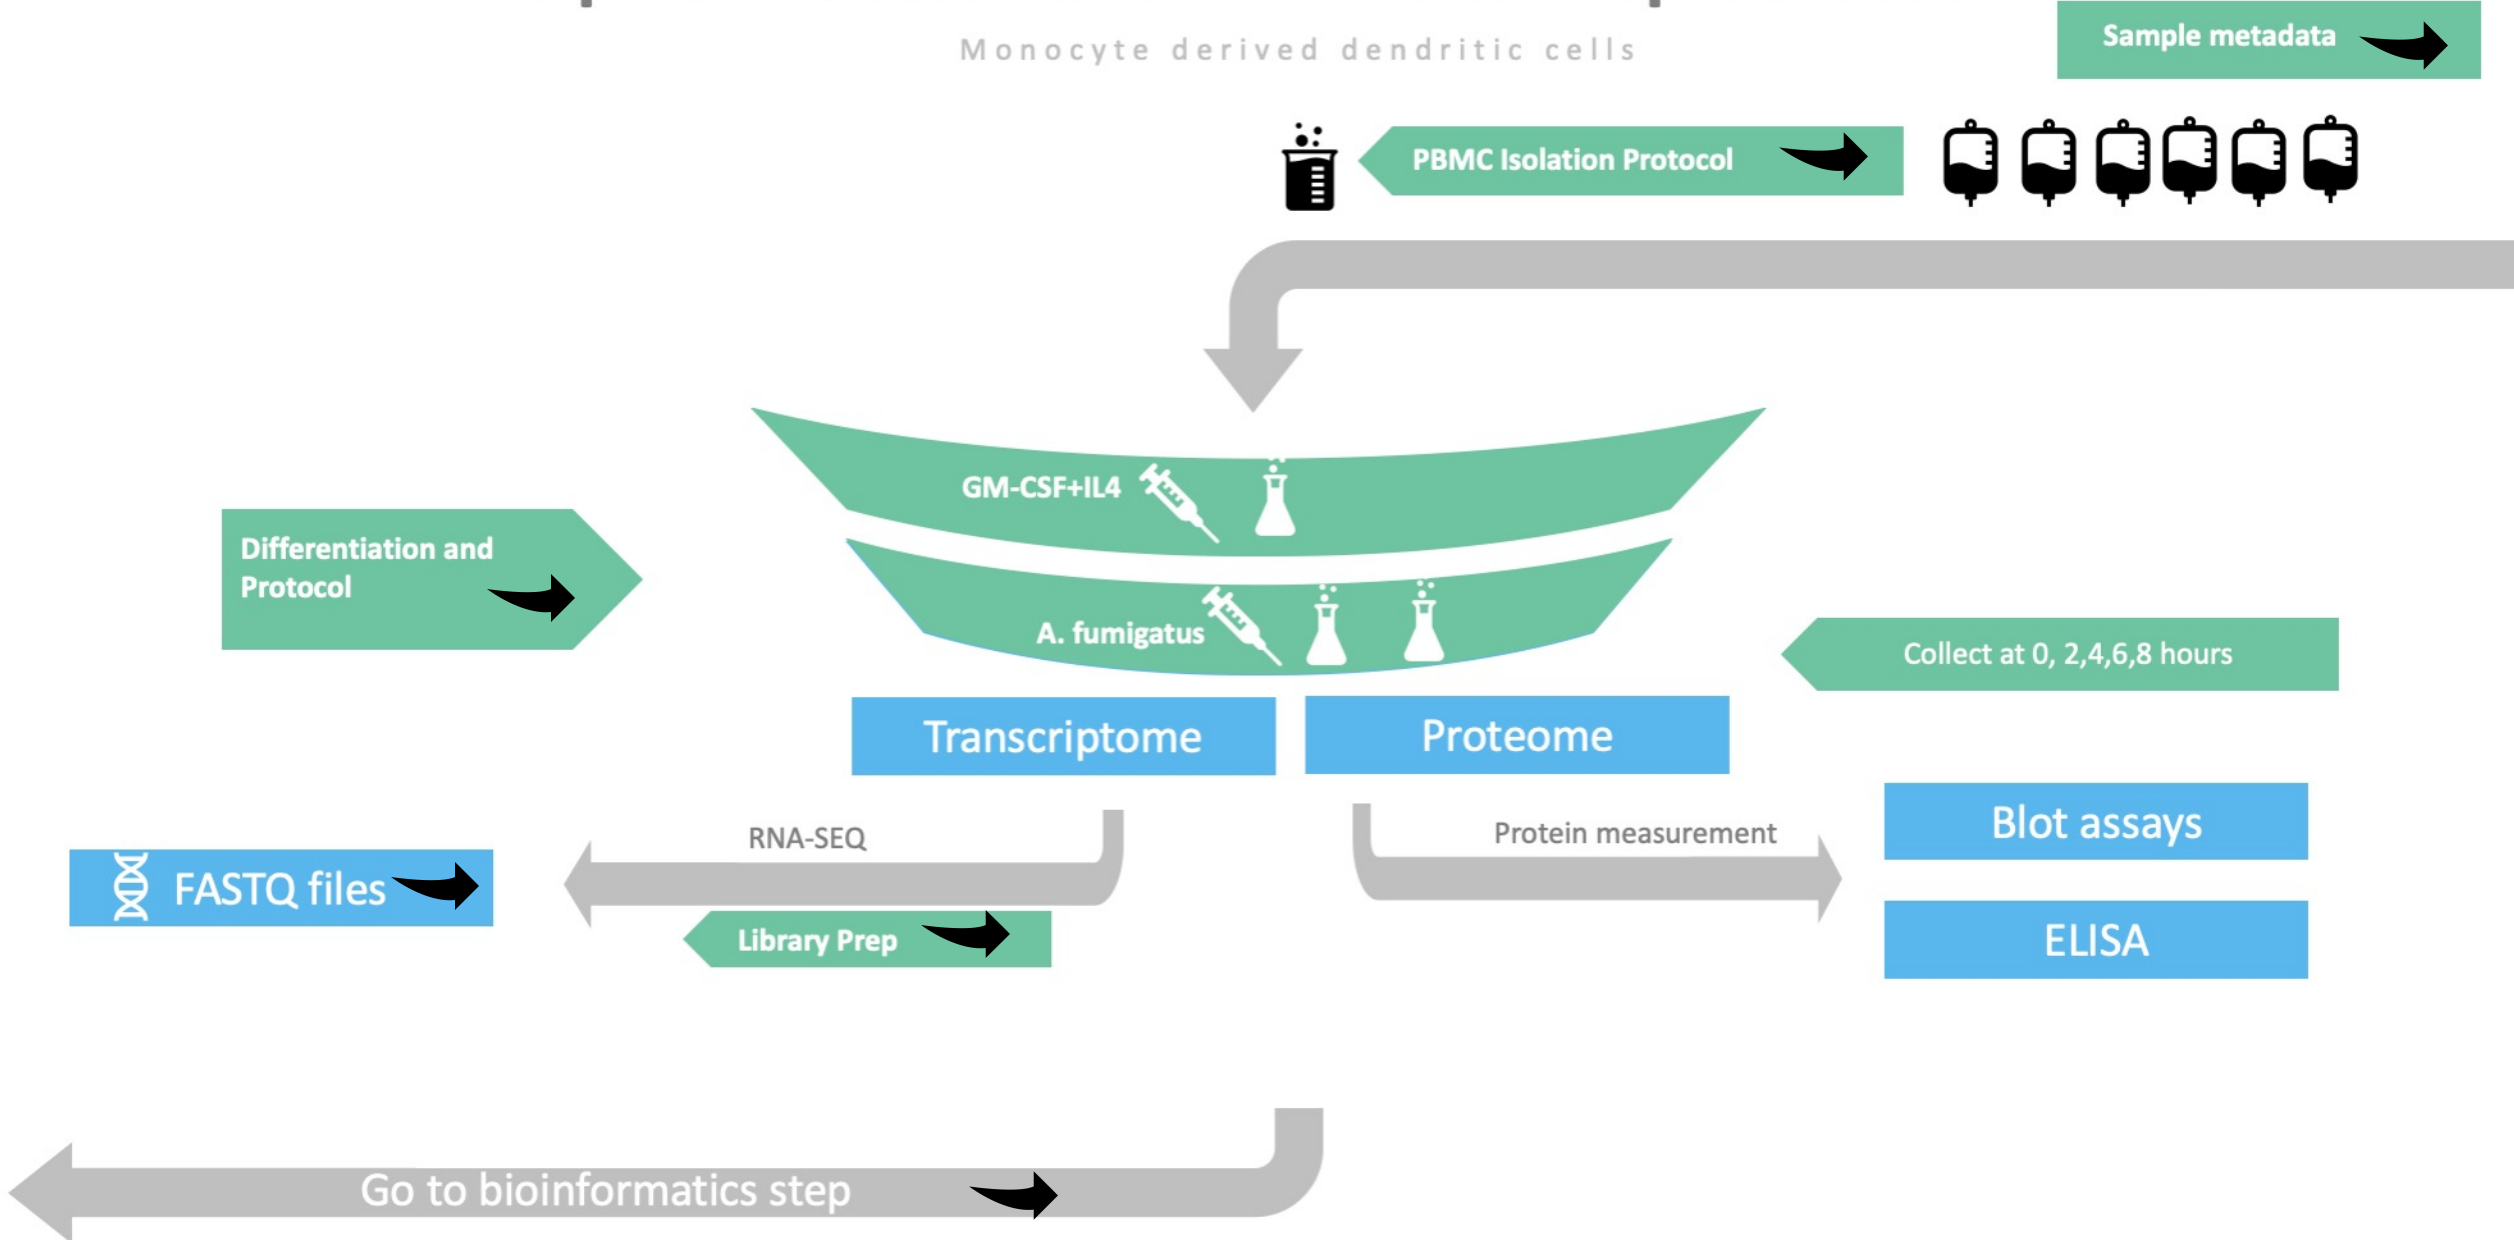 Monocyte derived dendritic cells
Sample metadata
PBMC Isolation Protocol
GM-CSF+IL4
Differentiation and
Protocol
A. fumigatus
Collect at 0, 2,4,6,8 hours
Transcriptome
Proteome
Blot assays
RNA-SEQ
Protein measurement
FASTQ files
Library Prep
ELISA
Go to bioinformatics step